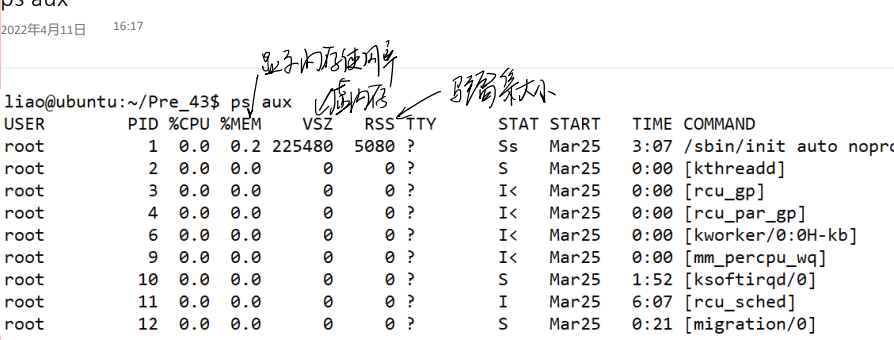 ps aux
2022年4月11日 16:17
显示内存使用率
虚内存
驻留集大小
liao@ubuntu:~/Pre_43$ ps aux
USER PID %CPU %MEM VSZ RSS TTY STAT START TIME COMMAND
root 1 0.0 0.2 225480 5080 ? Ss Mar25 3:07 /sbin/init auto nopro
root 2 0.0 0.0 0 0 ? S Mar25 0:00 [kthreadd]
root 3 0.0 0.0 0 0 ? I< Mar25 0:00 [rcu_gp]
root 4 0.0 0.0 0 0 ? I< Mar25 0:00 [rcu_par_gp]
root 6 0.0 0.0 0 0 ? I< Mar25 0:00 [kworker/0:0H-kb]
root 9 0.0 0.0 0 0 ? I< Mar25 0:00 [mm_percpu_wq]
root 10 0.0 0.0 0 0 ? S Mar25 1:52 [ksoftirqd/0]
root 11 0.0 0.0 0 0 ? I Mar25 6:07 [rcu_sched]
root 12 0.0 0.0 0 0 ? S Mar25 0:21 [migration/0]